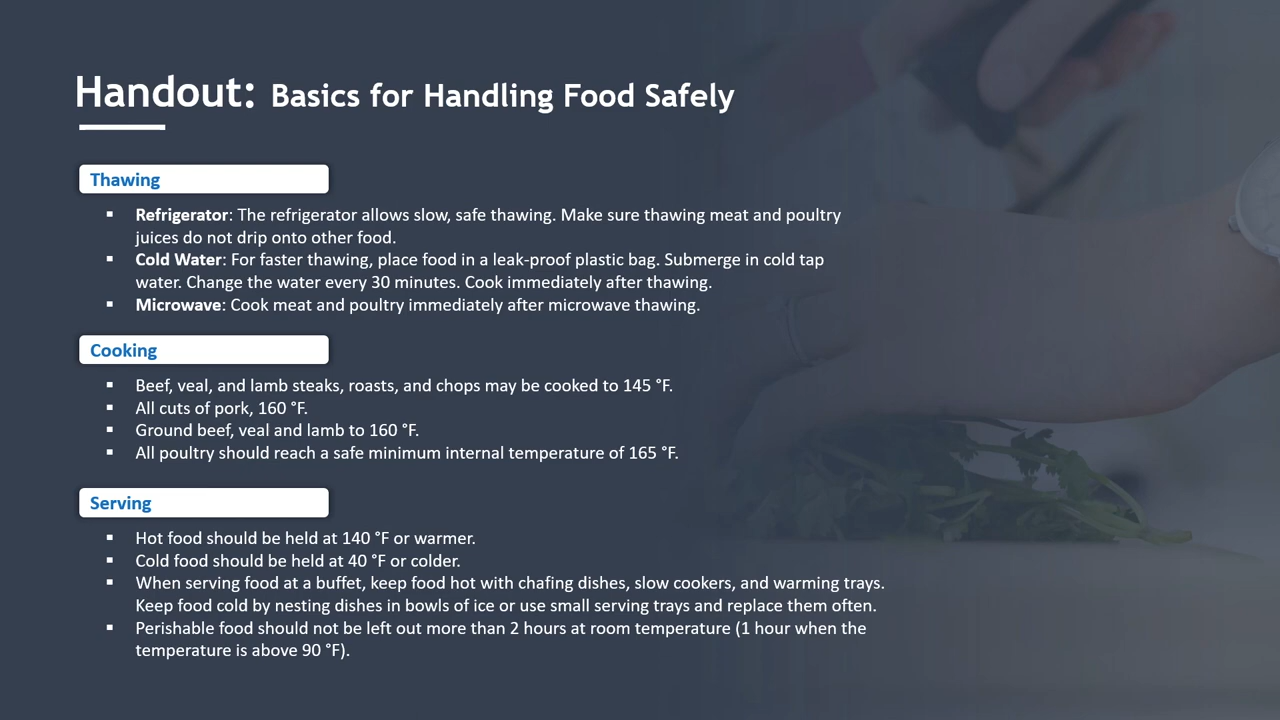 Handout: Basics for Handling Food Safely
Thawing
▪ Refrigerator: The refrigerator allows slow, safe thawing. Make sure thawing meat and poultry
juices do not drip onto other food.
▪ Cold Water: For faster thawing, place food in a leak-proof plastic bag. Submerge in cold tap
water. Change the water every 30 minutes. Cook immediately after thawing.
▪ Microwave: Cook meat and poultry immediately after microwave thawing.
Cooking
▪ Beef, veal, and lamb steaks, roasts, and chops may be cooked to 145 °F.
▪ All cuts of pork, 160 °F.
▪ Ground beef, veal and lamb to 160 °F.
▪ All poultry should reach a safe minimum internal temperature of 165 °F.
Serving
▪ Hot food should be held at 140 °F or warmer.
▪ Cold food should be held at 40 °F or colder.
▪ When serving food at a buffet, keep food hot with chafing dishes, slow cookers, and warming trays.
Keep food cold by nesting dishes in bowls of ice or use small serving trays and replace them often.
▪ Perishable food should not be left out more than 2 hours at room temperature (1 hour when the
temperature is above 90 °F).